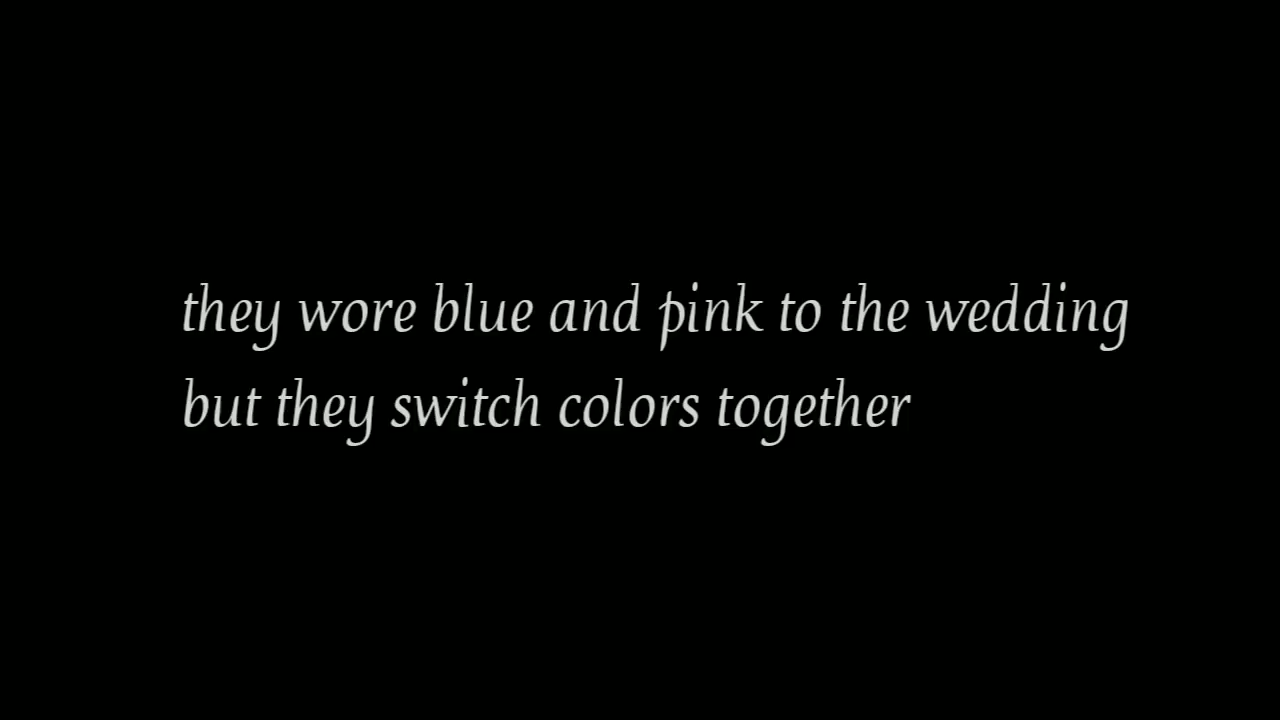 they wore blue and pink to the wedding
but they switch colors together